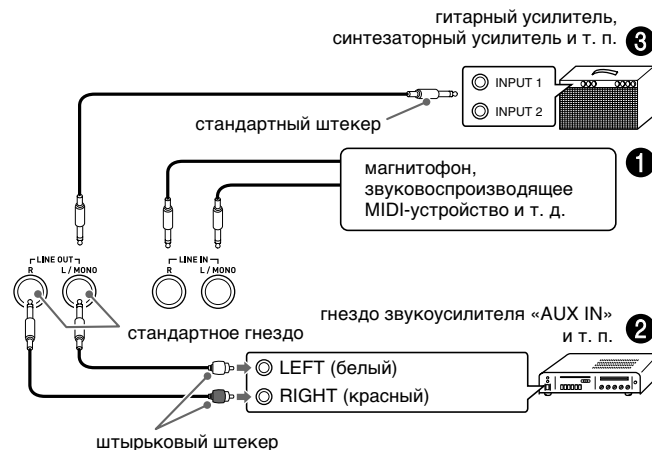 гитарный усилитель,
синтезаторный усилитель и т. п.
3
INPUT 1
INPUT 2
стандартный штекер
1
магнитофон,
звуковоспроизводящее
MIDI-устройство и т. д.
LINE OUT
R
L / MONO
LINE IN
R
L / MONO
стандартное гнездо
гнездо звукоусилителя «AUX IN»
и т. п.
2
LEFT (белый)
RIGHT (красный)
штырьковый штекер